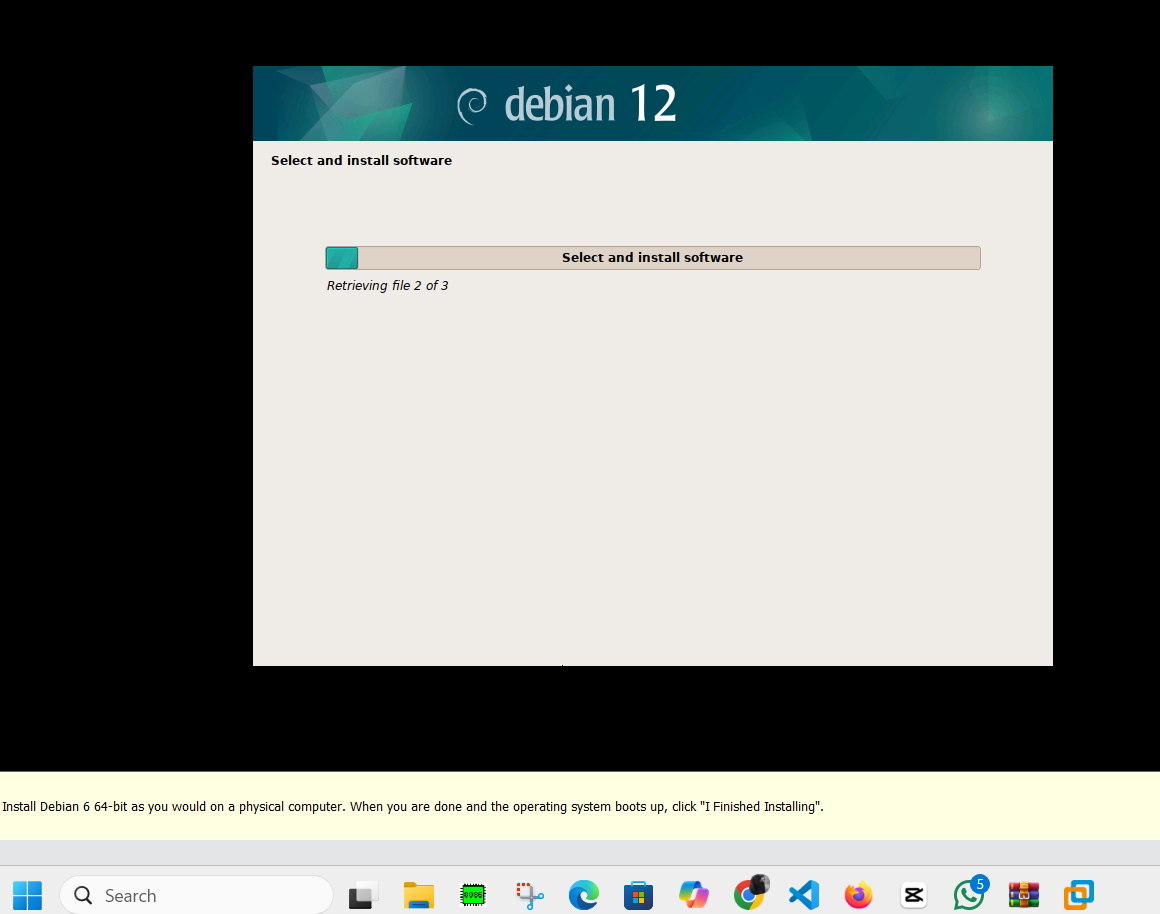 debian 12
Select and install software
Select and install software
Retrieving file 2 of 3
Install Debian 6 64-bit as you would on a physical computer. When you are done and the operating system boots up, click "I Finished Installing".
Search
8086
5